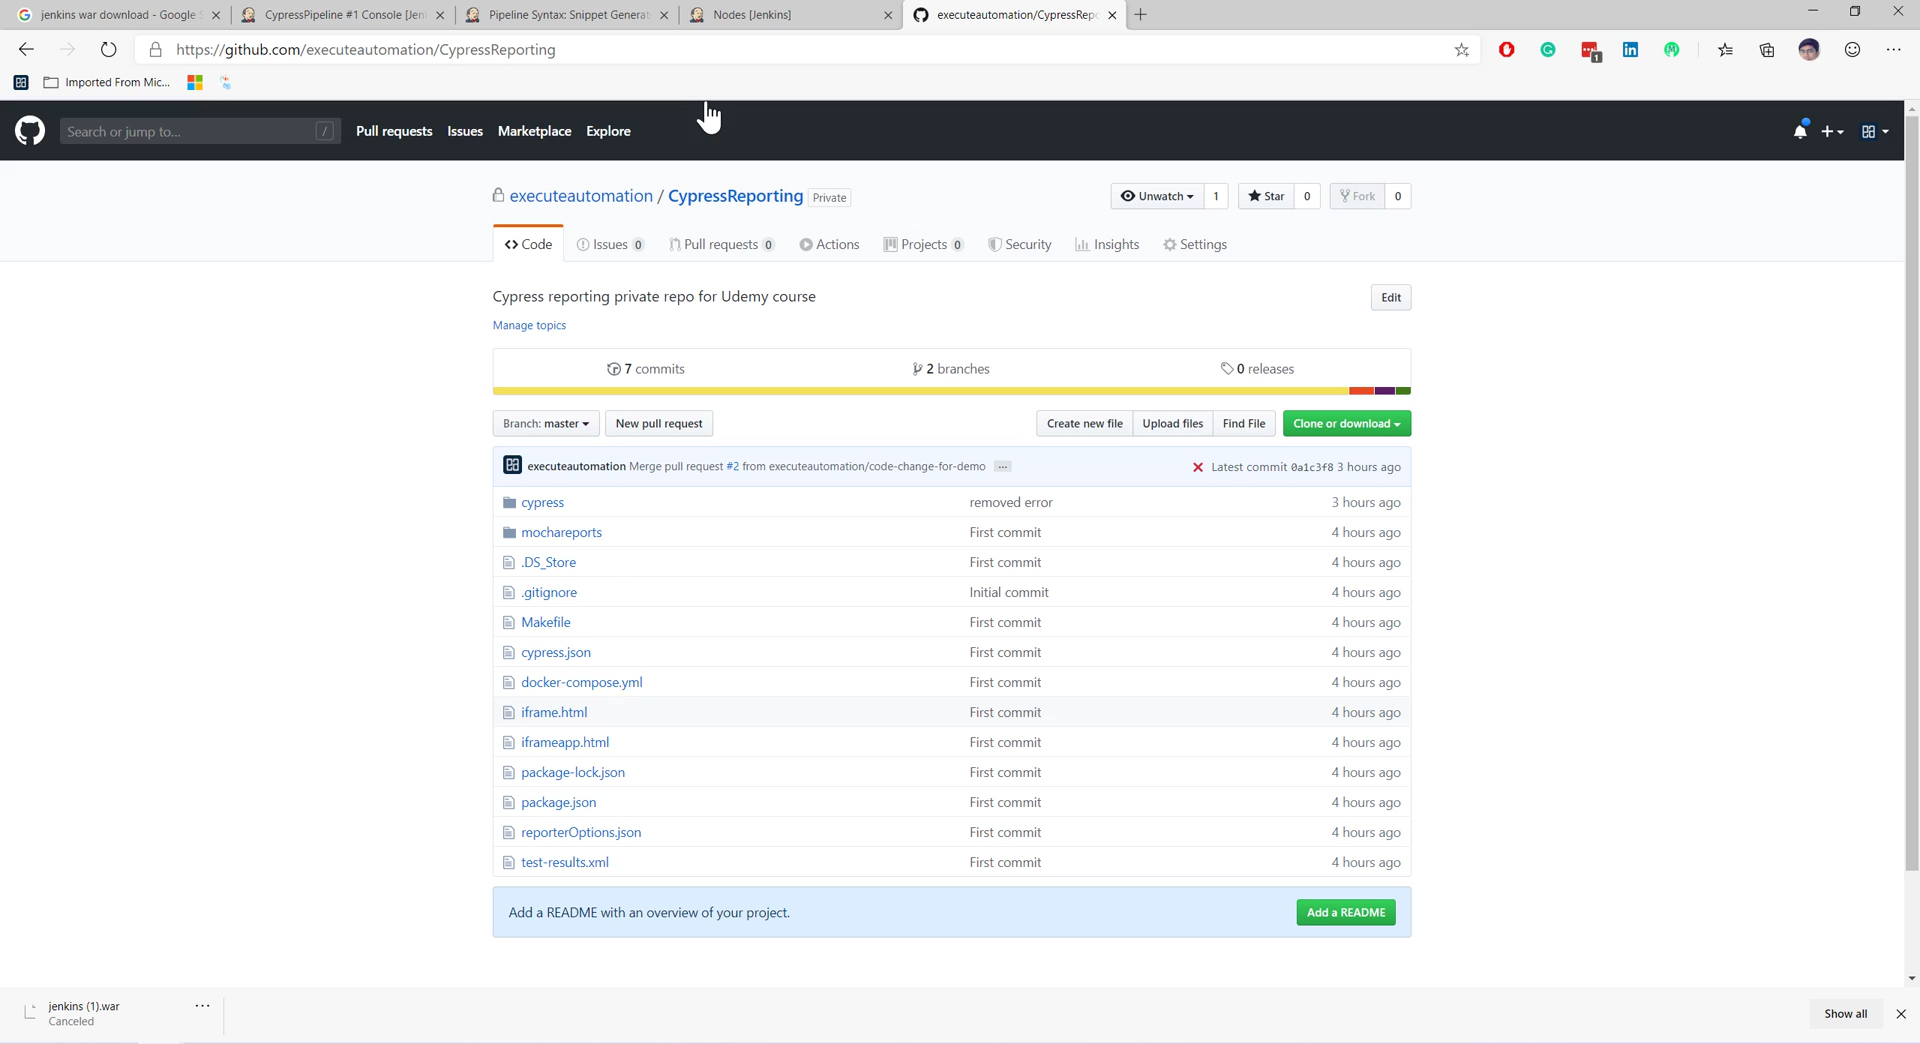 jenkins war download - Google S
CypressPipeline #1 Console [Jen
Pipeline Syntax: Snippet Generat
Nodes [Jenkins]
executeautomation/CypressRepo
https://github.com/executeautomation/CypressReporting
1
Imported From Mic...
Search or jump to... /
Pull requests Issues Marketplace Explore
executeautomation / CypressReporting Private
Unwatch 1 Star 0 Fork 0
Code Issues 0 Pull requests 0 Actions Projects 0 Security Insights Settings
Cypress reporting private repo for Udemy course Edit
Manage topics
7 commits 2 branches 0 releases
Branch: master New pull request Create new file Upload files Find File Clone or download
executeautomation Merge pull request #2 from executeautomation/code-change-for-demo ... Latest commit 0a1c3f8 3 hours ago
cypress removed error 3 hours ago
mochareports First commit 4 hours ago
.DS_Store First commit 4 hours ago
.gitignore Initial commit 4 hours ago
Makefile First commit 4 hours ago
cypress.json First commit 4 hours ago
docker-compose.yml First commit 4 hours ago
iframe.html First commit 4 hours ago
iframeapp.html First commit 4 hours ago
package-lock.json First commit 4 hours ago
package.json First commit 4 hours ago
reporterOptions.json First commit 4 hours ago
test-results.xml First commit 4 hours ago
Add a README with an overview of your project. Add a README
jenkins (1).war
Canceled
Show all